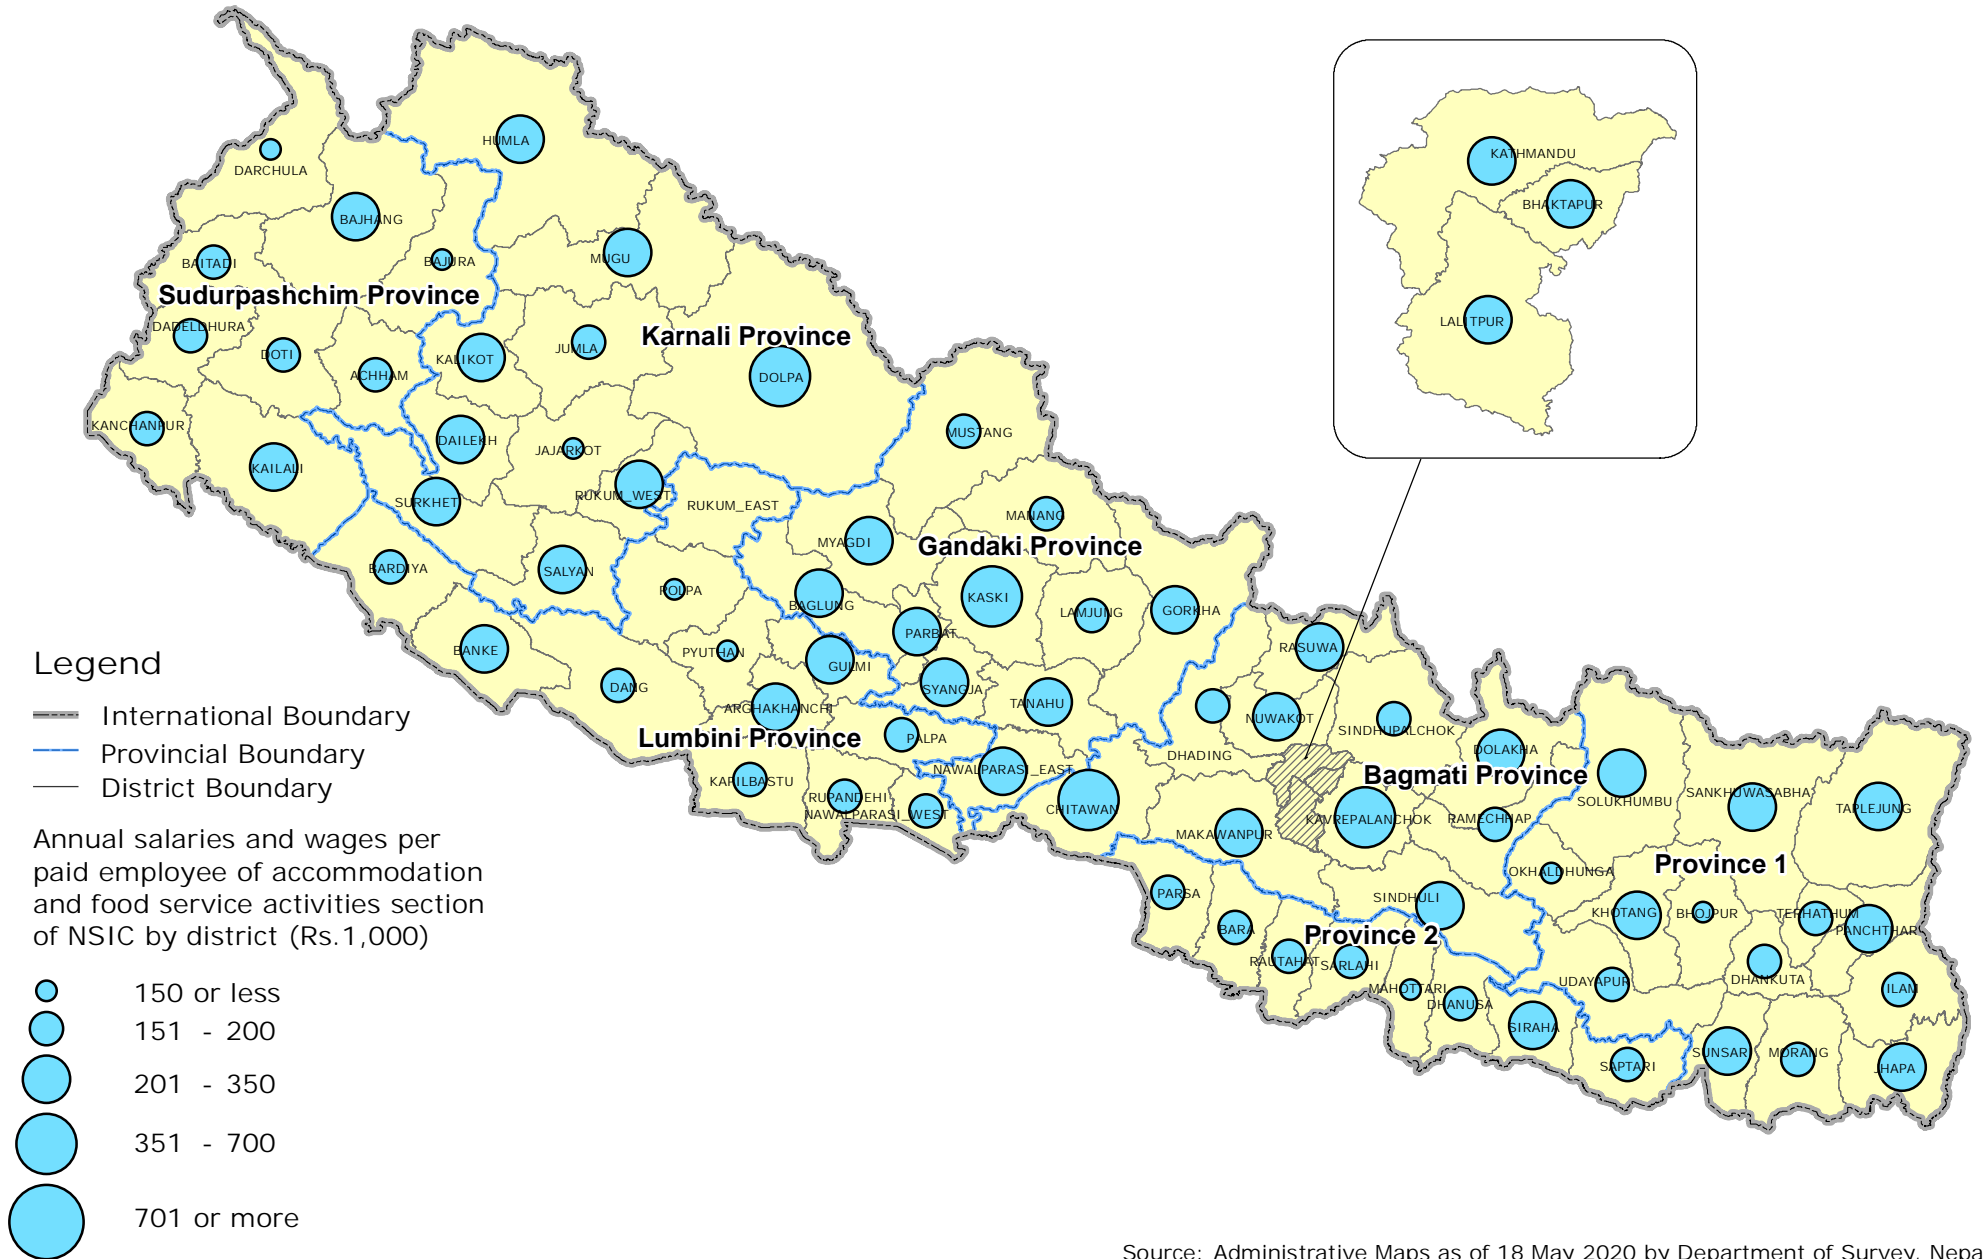 HUMLA
DARCHULA
KATHMANDU
BHAKTAPUR
BAJHANG
BAITADI
BAJURA
MUGU
Sudurpashchim Province
DADELDHURA
LALITPUR
Karnali Province
DOTI
JUMLA
KALIKOT
ACHHAM
DOLPA
KANCHANPUR
MUSTANG
DAILEKH
JAJARKOT
KAILALI
SURKHET
RUKUM_WEST
RUKUM_EAST
MANANG
MYAGDI
Gandaki Province
BARDIYA
SALYAN
ROLPA
BAGLUNG
KASKI
LAMJUNG
GORKHA
PARBAT
BANKE
PYUTHAN
GULMI
RASUWA
DANG
SYANGJA
ARGHAKHANCHI
TANAHU
NUWAKOT
SINDHUPALCHOK
Lumbini Province
PALPA
DHADING
DOLAKHA
KAPILBASTU
NAWALPARASI_EAST
Bagmati Province
RUPANDEHI
NAWALPARASI_WEST
CHITAWAN
SOLUKHUMBU
SANKHUWASABHA
TAPLEJUNG
MAKAWANPUR
KAVREPALANCHOK
RAMECHHAP
Province 1
OKHALDHUNGA
PARSA
SINDHULI
KHOTANG
BHOJPUR
TERHATHUM
PANCHTHAR
BARA
Province 2
RAUTAHAT
SARLAHI
MAHOTTARI
DHANUSA
UDAYAPUR
DHANKUTA
ILAM
SIRAHA
SAPTARI
SUNSARI
MORANG
JHAPA
Legend
International Boundary
Provincial Boundary
District Boundary
Annual salaries and wages per
paid employee of accommodation
and food service activities section
of NSIC by district (Rs.1,000)
150 or less
151 - 200
201 - 350
351 - 700
701 or more
Source: Administrative Maps as of 18 May 2020 by Department of Survey, Nepa